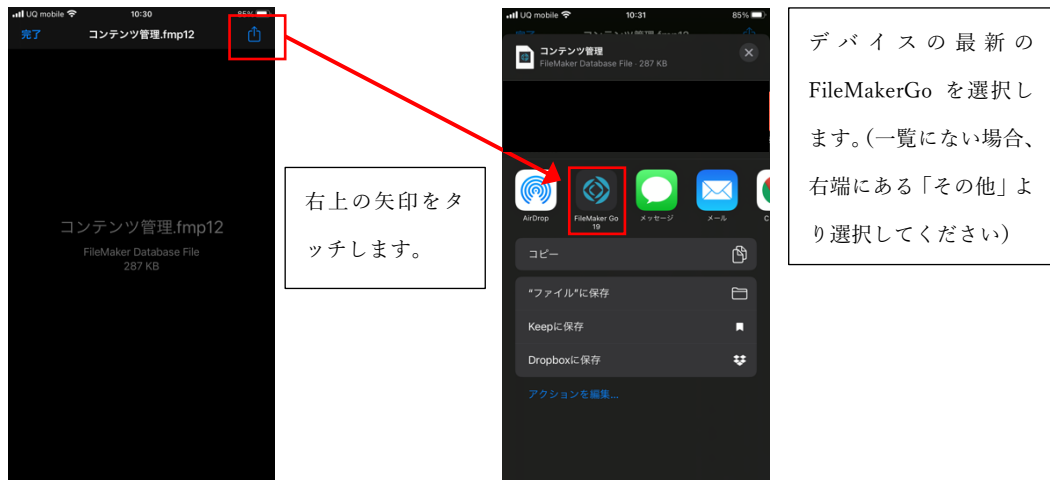 UQ mobile 10:30 85%
完了 コンテンツ管理.fmp12
コンテンツ管理.fmp12
FileMaker Database File
287 KB
右上の矢印をタ
ッチします。
UQ mobile 10:31 85%
コンテンツ管理
FileMaker Database File · 287 KB
AirDrop
FileMaker Go
19
メッセージ
メール
C
コピー
"ファイル"に保存
Keepに保存
Dropboxに保存
アクションを編集...
デバイスの最新の
FileMakerGo を選択し
ます。(一覧にない場合、
右端にある「その他」よ
り選択してください)